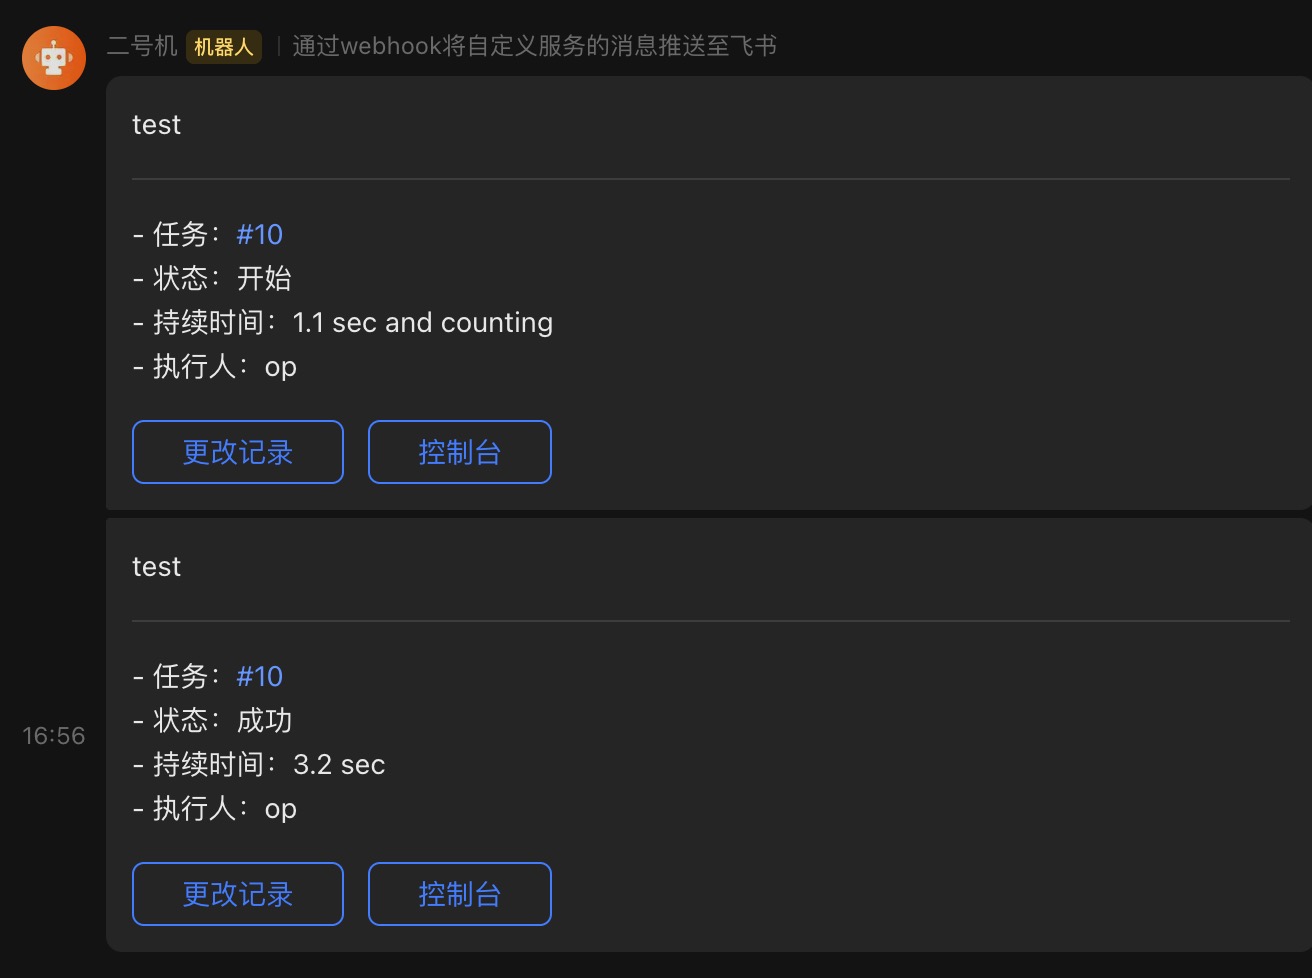 二号机 机器人 | 通过webhook将自定义服务的消息推送至飞书
test
- 任务：#10
- 状态：开始
- 持续时间：1.1 sec and counting
- 执行人：op
更改记录 控制台
test
- 任务：#10
- 状态：成功
16:56
- 持续时间：3.2 sec
- 执行人：op
更改记录 控制台